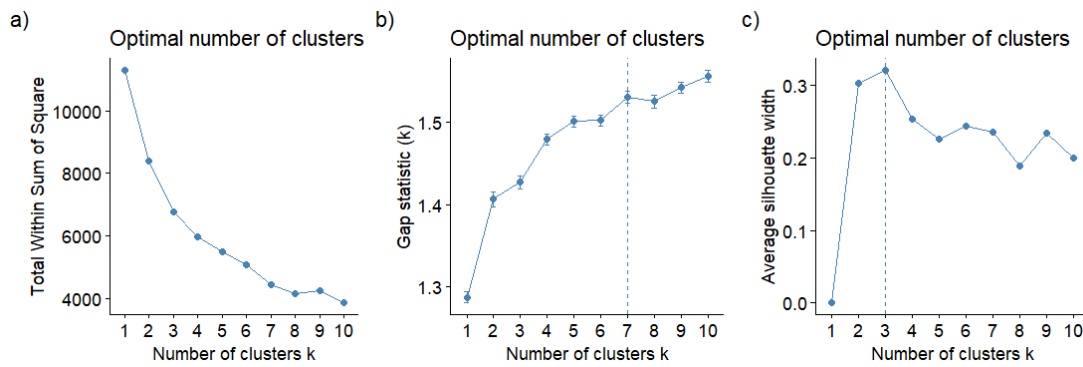 a)
Optimal number of clusters
Total Within Sum of Square
10000
8000
6000
4000
1 2 3 4 5 6 7 8 9 10
Number of clusters k
b)
Optimal number of clusters
Gap statistic (k)
1.5
1.4
1.3
1 2 3 4 5 6 7 8 9 10
Number of clusters k
c)
Optimal number of clusters
Average silhouette width
0.3
0.2
0.1
0.0
1 2 3 4 5 6 7 8 9 10
Number of clusters k